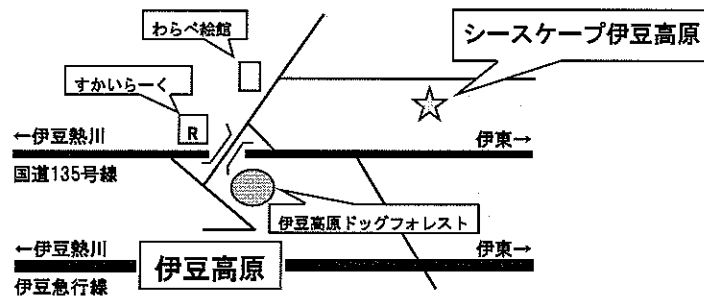 わらべ絵館
シースケープ伊豆高原
すかいらーく
R
←伊豆熱川
伊東→
国道135号線
伊豆高原ドッグフォレスト
←伊豆熱川
伊豆高原
伊東→
伊豆急行線